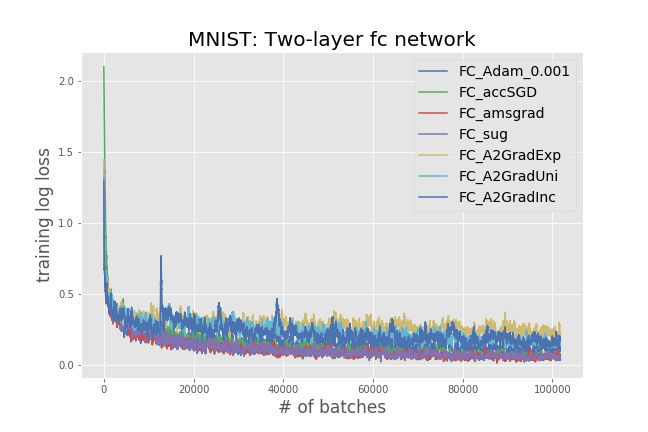 MNIST: Two-layer fc network
training log loss
2.0
1.5
1.0
0.5
0.0
FC_Adam_0.001
FC_accSGD
FC_amsgrad
FC_sug
FC_A2GradExp
FC_A2GradUni
FC_A2GradInc
0
20000
40000
60000
80000
100000
# of batches